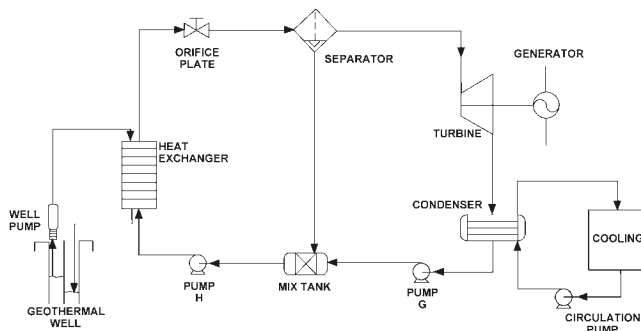 ORIFICE
PLATE
SEPARATOR
GENERATOR
TURBINE
HEAT
EXCHANGER
WELL
PUMP
CONDENSER
COOLING
PUMP
H
MIX TANK
PUMP
G
GEOTHERMAL
WELL
CIRCULATION
PUMP